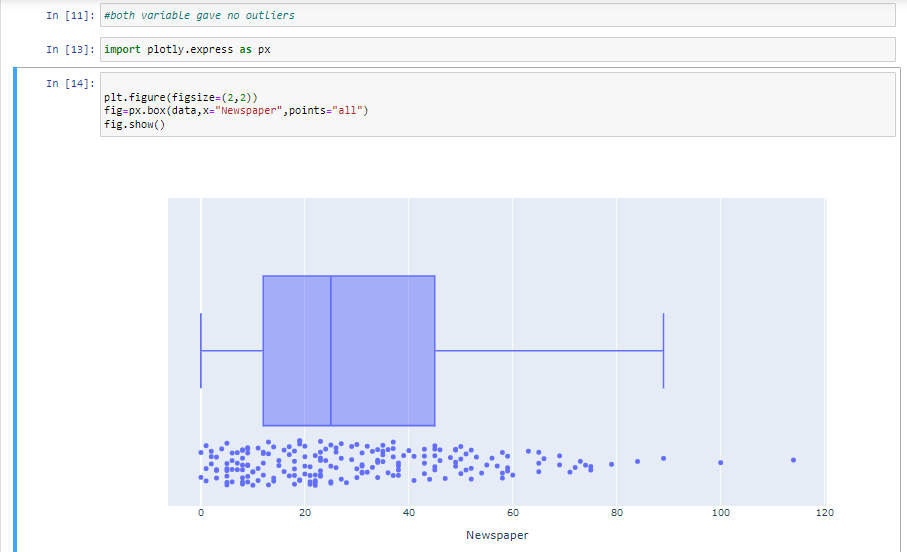 In [11]: #both variable gave no outliers
In [13]: import plotly.express as px
In [14]:
plt.figure(figsize=(2,2))
fig=px.box(data,x="Newspaper",points="all")
fig.show()
0 20 40 60 80 100 120
Newspaper